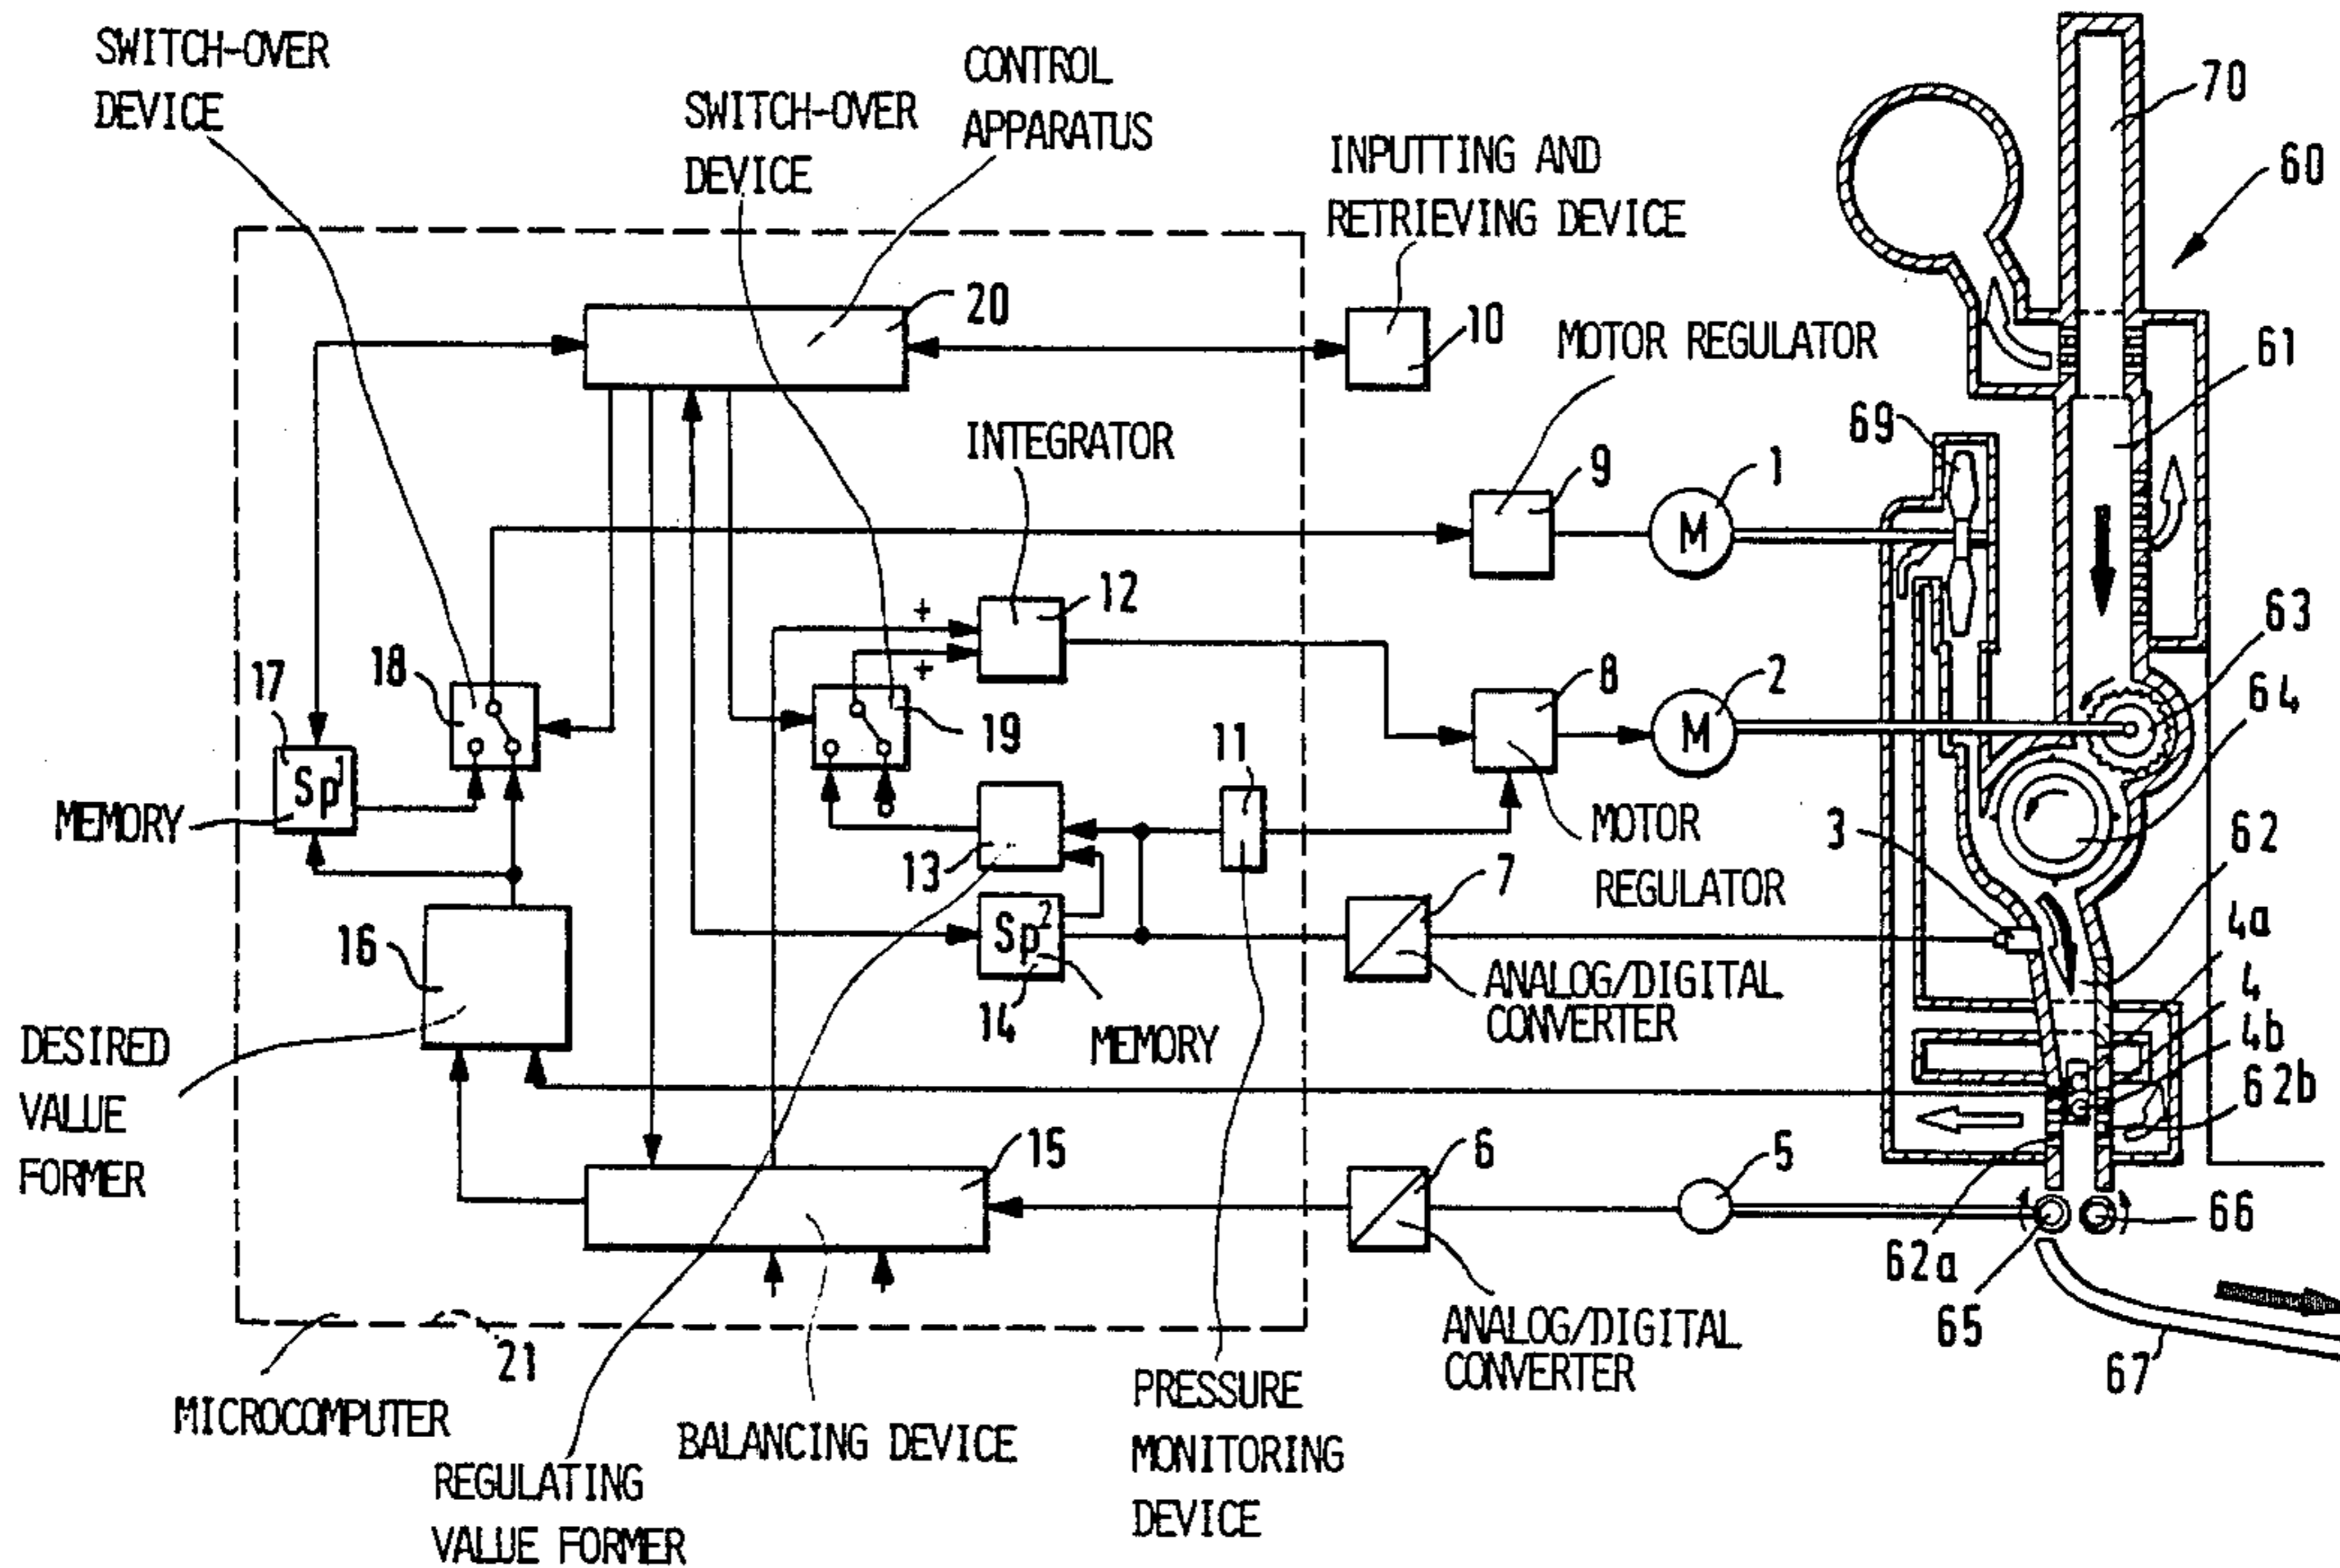 SWITCH-OVER
DEVICE
SWITCH-OVER
DEVICE
CONTROL
APPARATUS
INPUTTING AND
RETRIEVING DEVICE
70
60
20
10
MOTOR REGULATOR
61
69
INTEGRATOR
9
1
M
+
12
+
63
64
17
18
19
8
2
M
11
Sp1
MEMORY
13
MOTOR
REGULATOR
3
62
7
4a
4
4b
62b
16
Sp2
14
MEMORY
ANALOG/DIGITAL
CONVERTER
DESIRED
VALUE
FORMER
15
6
5
66
62a
65
67
21
MICROCOMPUTER
REGULATING
VALUE FORMER
BALANCING DEVICE
PRESSURE
MONITORING
DEVICE
ANALOG/DIGITAL
CONVERTER